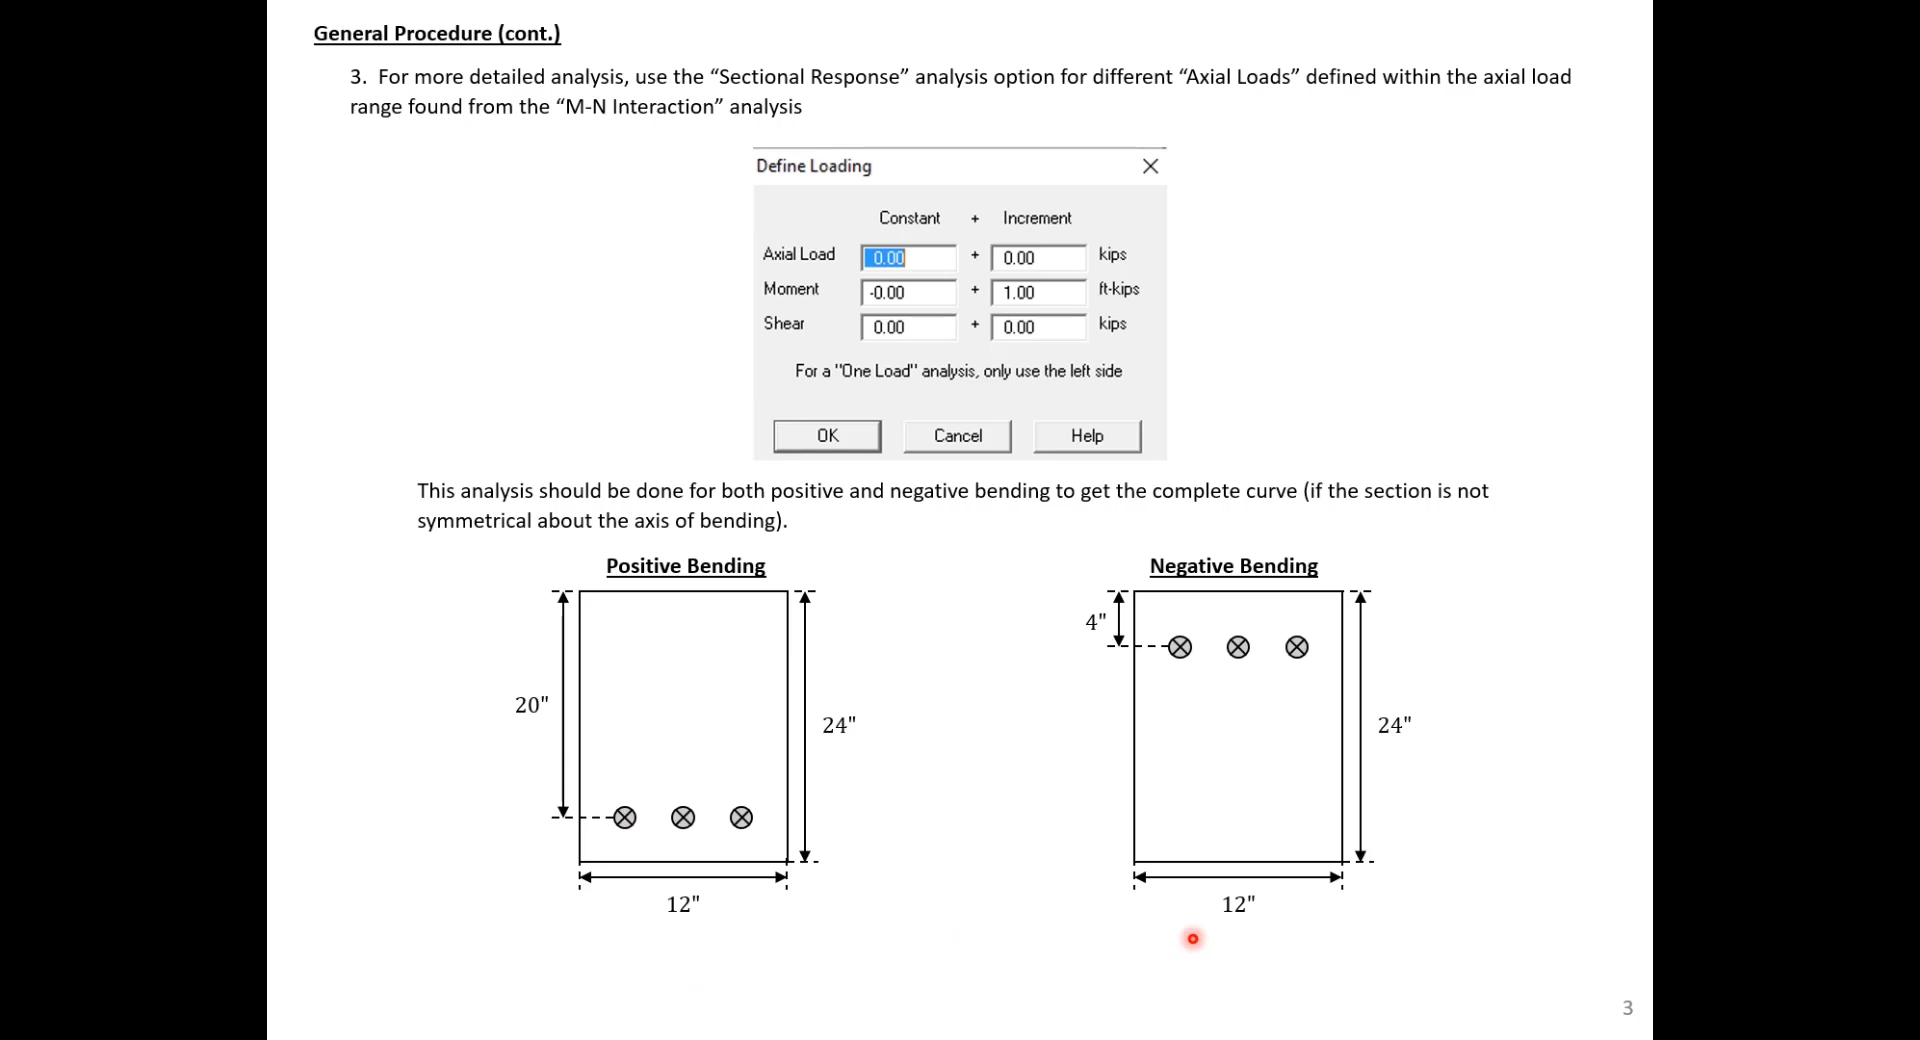 General Procedure (cont.)
3. For more detailed analysis, use the “Sectional Response” analysis option for different “Axial Loads” defined within the axial load
range found from the “M-N Interaction” analysis
Define Loading
Constant + Increment
Axial Load 0.00 + 0.00 kips
Moment -0.00 + 1.00 ft-kips
Shear 0.00 + 0.00 kips
For a "One Load" analysis, only use the left side
OK Cancel Help
This analysis should be done for both positive and negative bending to get the complete curve (if the section is not
symmetrical about the axis of bending).
Positive Bending
20"
24"
12"
Negative Bending
4"
24"
12"
3